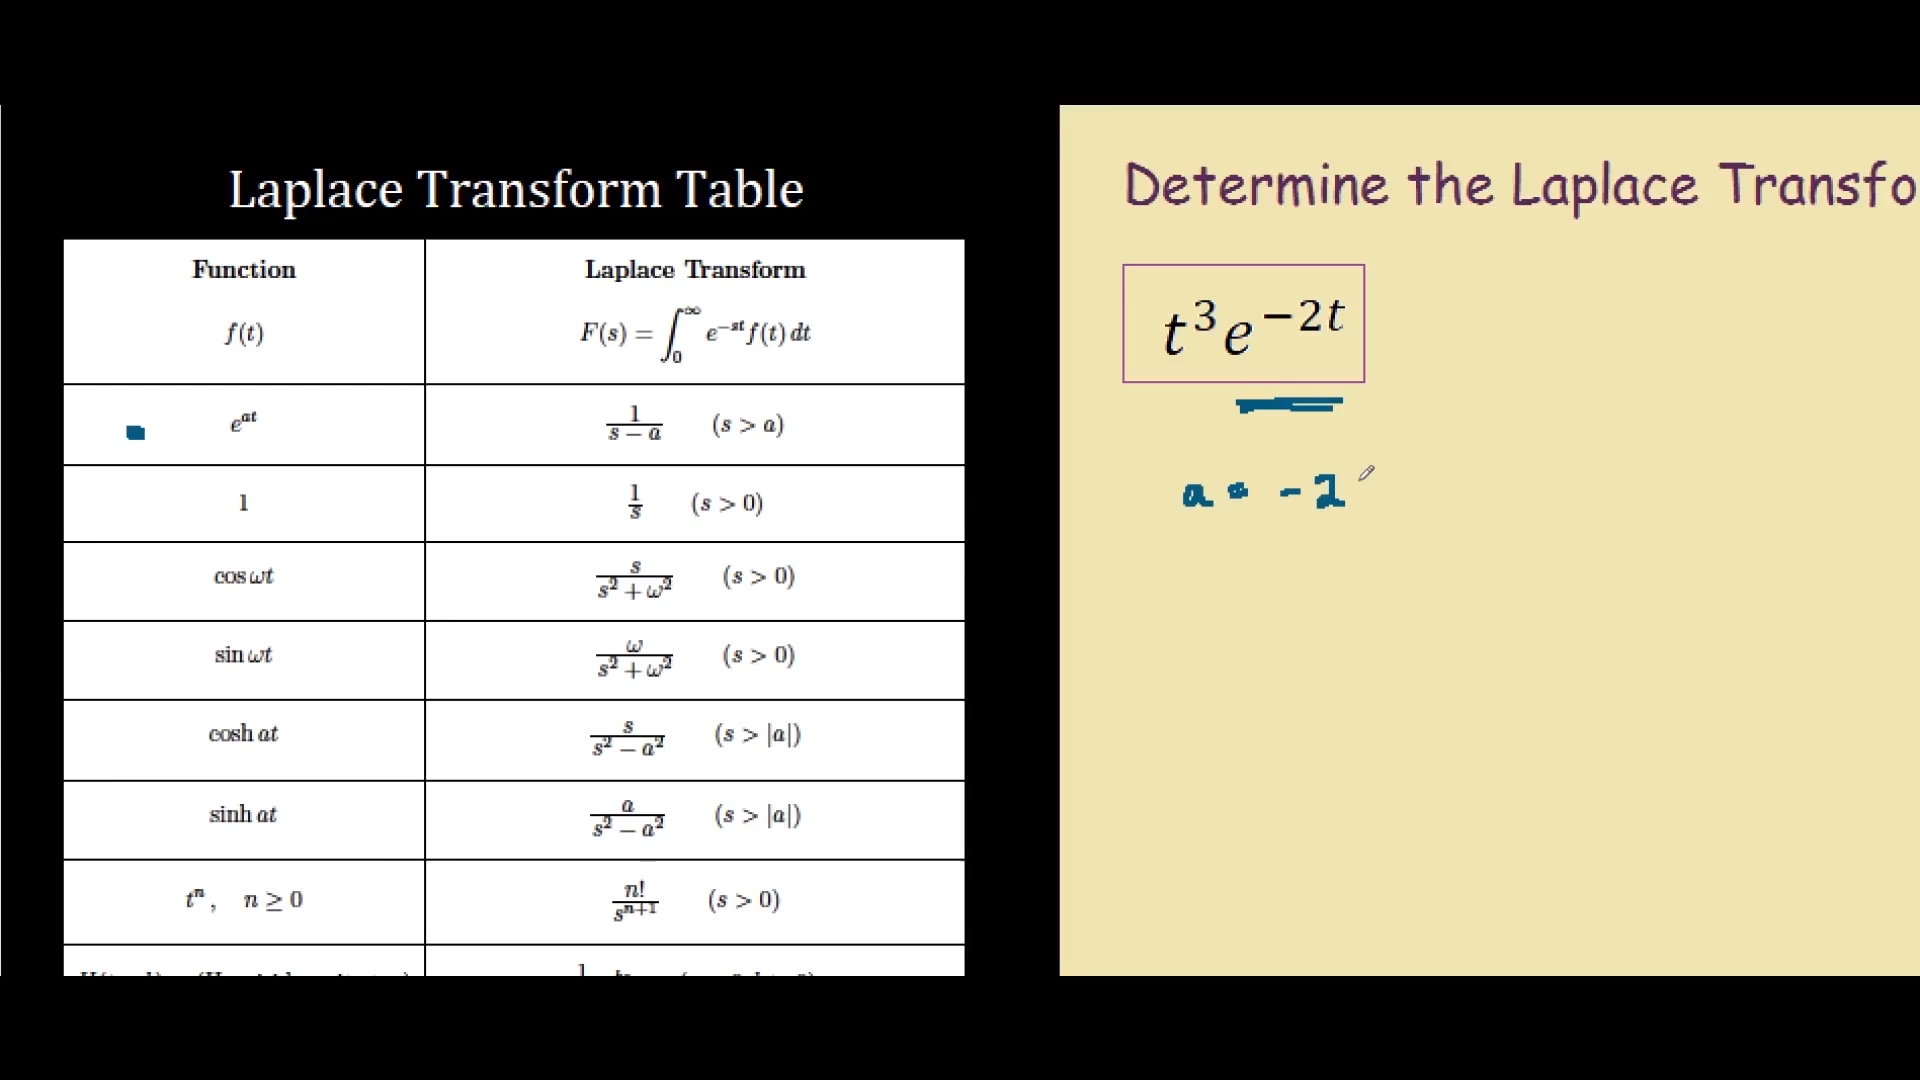 Laplace Transform Table
Function Laplace Transform
f(t) F(s) = ∫₀^∞ e^{−st} f(t) dt
e^{at} 1/(s − a) (s > a)
1 1/s (s > 0)
cos ωt s/(s² + ω²) (s > 0)
sin ωt ω/(s² + ω²) (s > 0)
cosh at s/(s² − a²) (s > |a|)
sinh at a/(s² − a²) (s > |a|)
tⁿ, n ≥ 0 n!/s^{n+1} (s > 0)
Determine the Laplace Transfo
t³e^{−2t}
a = -2